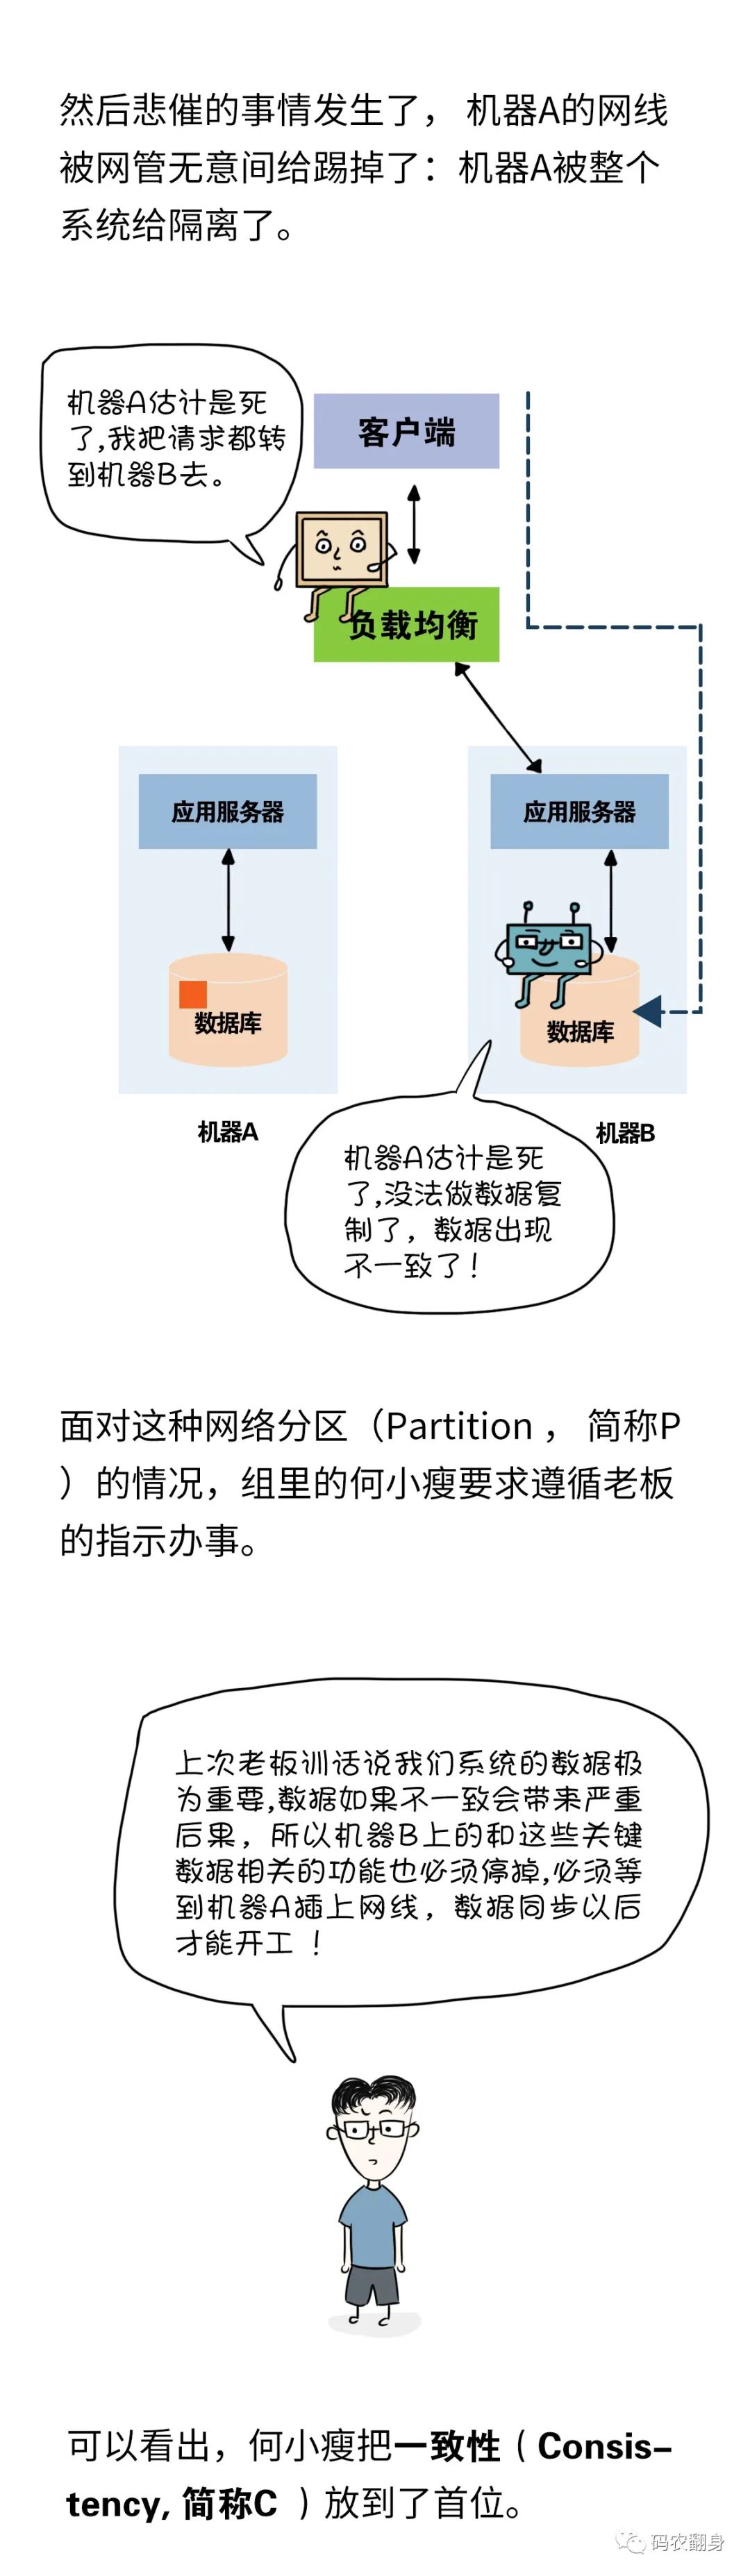 然后悲催的事情发生了， 机器A的网线
被网管无意间给踢掉了：机器A被整个
系统给隔离了。
机器A估计是死
了,我把请求都转
到机器B去。
客户端
负载均衡
应用服务器
应用服务器
数据库
数据库
机器A
机器B
机器A估计是死
了,没法做数据复
制了，数据出现
不一致了！
面对这种网络分区（Partition ， 简称P
）的情况，组里的何小瘦要求遵循老板
的指示办事。
上次老板训话说我们系统的数据极
为重要,数据如果不一致会带来严重
后果，所以机器B上的和这些关键
数据相关的功能也必须停掉,必须等
到机器A插上网线，数据同步以后
才能开工 ！
可以看出，何小瘦把一致性（Consis-
tency, 简称C ）放到了首位。
码农翻身